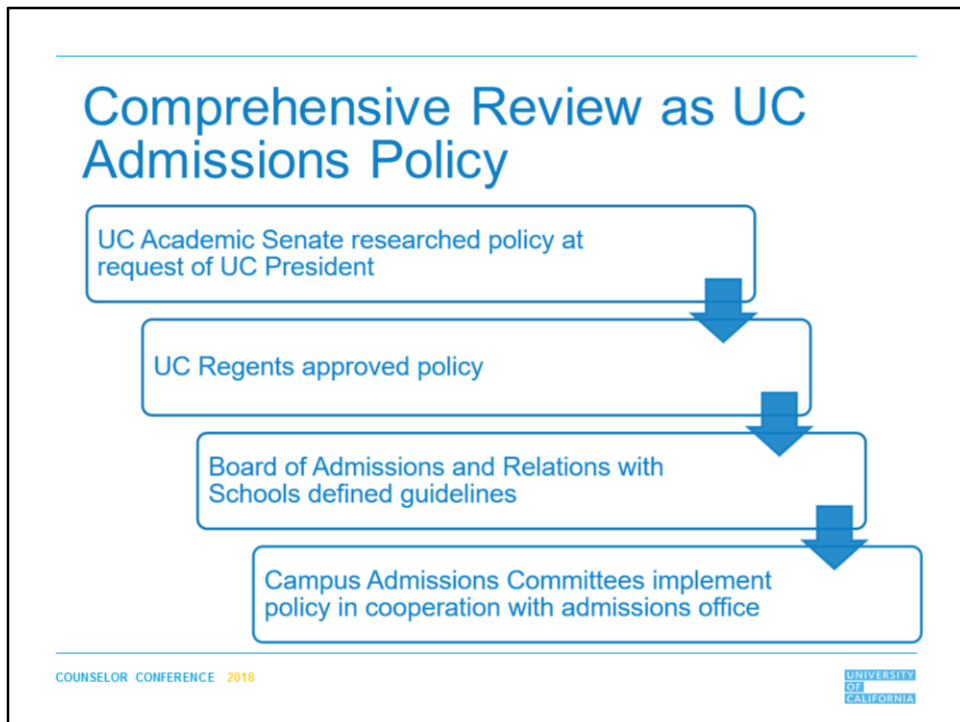 Comprehensive Review as UC
Admissions Policy
UC Academic Senate researched policy at
request of UC President
UC Regents approved policy
Board of Admissions and Relations with
Schools defined guidelines
Campus Admissions Committees implement
policy in cooperation with admissions office
COUNSELOR CONFERENCE 2018
UNIVERSITY
OF
CALIFORNIA